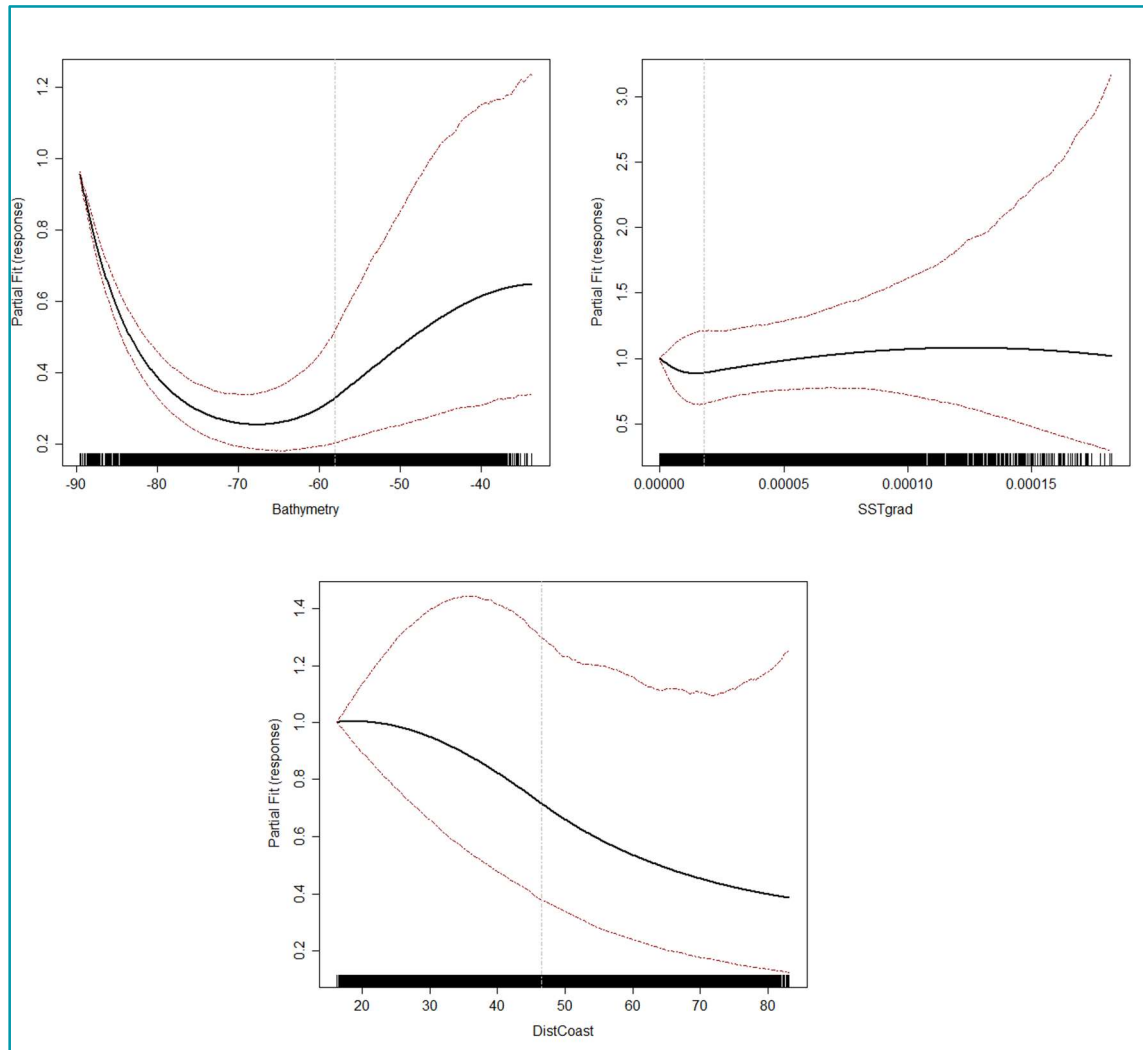 Partial Fit (response)
1.2
1.0
0.8
0.6
0.4
0.2
-90 -80 -70 -60 -50 -40
Bathymetry
Partial Fit (response)
3.0
2.5
2.0
1.5
1.0
0.5
0.00000 0.00005 0.00010 0.00015
SSTgrad
Partial Fit (response)
1.4
1.2
1.0
0.8
0.6
0.4
0.2
20 30 40 50 60 70 80
DistCoast